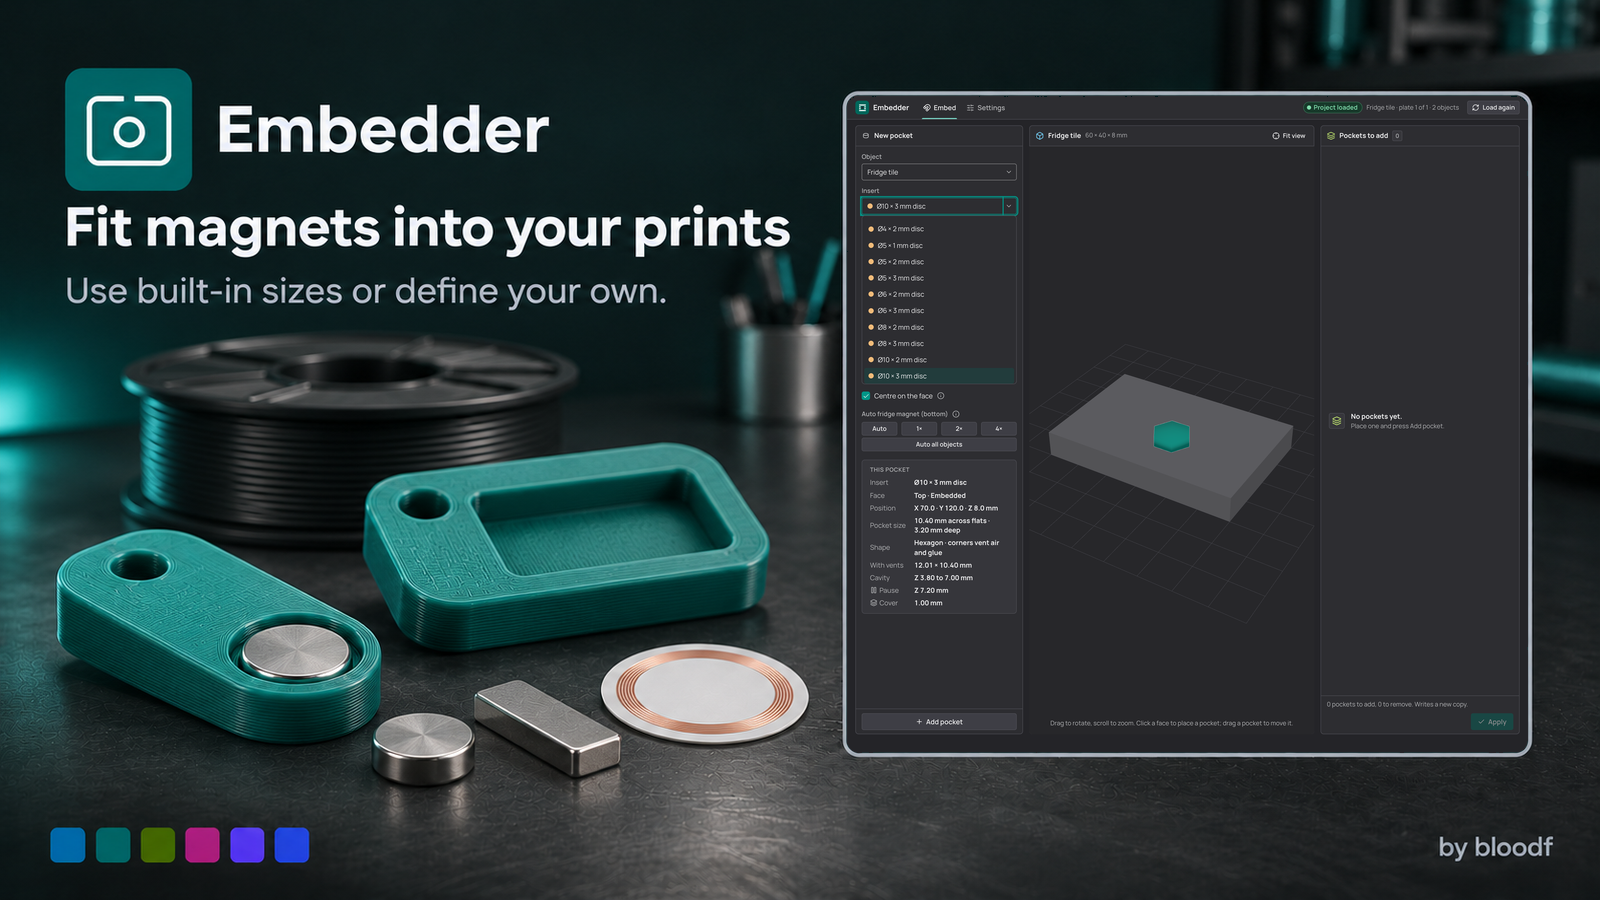 Embedder
Fit magnets into your prints
Use built-in sizes or define your own.
Embedder
Embed
Settings
Project loaded
Fridge tile · plate 1 of 1 · 2 objects
Load again
New pocket
Object
Fridge tile
Insert
Ø10 × 3 mm disc
Ø4 × 2 mm disc
Ø5 × 1 mm disc
Ø5 × 2 mm disc
Ø5 × 3 mm disc
Ø6 × 2 mm disc
Ø6 × 3 mm disc
Ø8 × 2 mm disc
Ø8 × 3 mm disc
Ø10 × 2 mm disc
Ø10 × 3 mm disc
Centre on the face
Auto fridge magnet (bottom)
Auto 1× 2× 4×
Auto all objects
THIS POCKET
Insert Ø10 × 3 mm disc
Face Top · Embedded
Position X 70.0 · Y 120.0 · Z 8.0 mm
Pocket size 10.40 mm across flats ·
3.20 mm deep
Shape Hexagon · corners vent air
and glue
With vents 12.01 × 10.40 mm
Cavity Z 3.80 to 7.00 mm
Pause Z 7.20 mm
Cover 1.00 mm
Add pocket
Fridge tile 60 × 40 × 8 mm
Fit view
Drag to rotate, scroll to zoom. Click a face to place a pocket; drag a pocket to move it.
Pockets to add 0
No pockets yet.
Place one and press Add pocket.
0 pockets to add, 0 to remove. Writes a new copy.
Apply
by bloodf